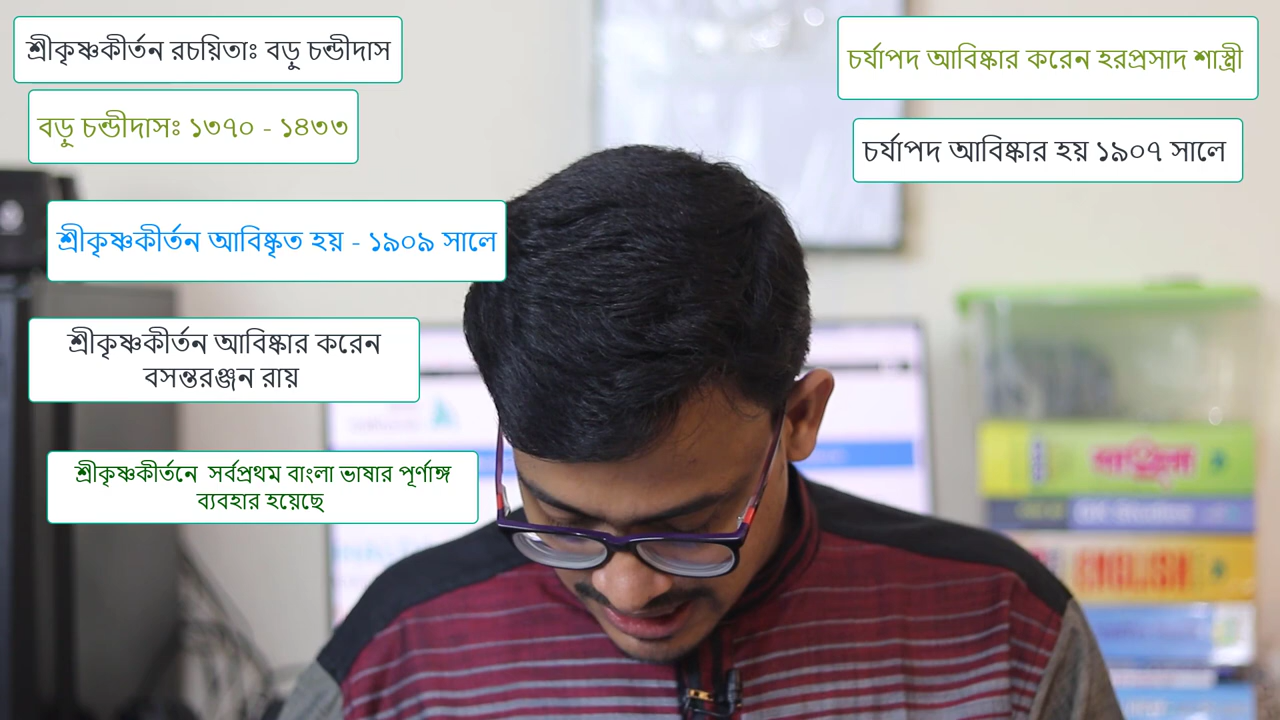 শ্রীকৃষ্ণকীর্তন রচয়িতাঃ বড়ু চন্ডীদাস
বড়ু চন্ডীদাসঃ ১৩৭০ - ১৪৩৩
শ্রীকৃষ্ণকীর্তন আবিষ্কৃত হয় - ১৯০৯ সালে
শ্রীকৃষ্ণকীর্তন আবিষ্কার করেন
বসন্তরঞ্জন রায়
শ্রীকৃষ্ণকীর্তনে সর্বপ্রথম বাংলা ভাষার পূর্ণাঙ্গ
ব্যবহার হয়েছে
চর্যাপদ আবিষ্কার করেন হরপ্রসাদ শাস্ত্রী
চর্যাপদ আবিষ্কার হয় ১৯০৭ সালে
ENGLISH